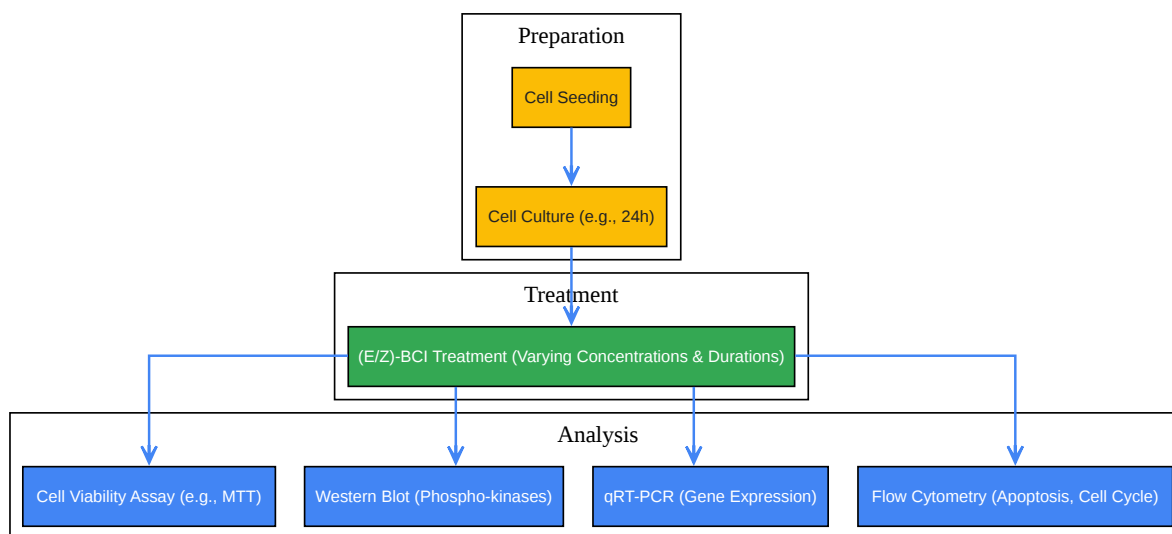 Preparation
Cell Seeding
Cell Culture (e.g., 24h)
Treatment
(E/Z)-BCI Treatment (Varying Concentrations & Durations)
Analysis
Cell Viability Assay (e.g., MTT)
Western Blot (Phospho-kinases)
qRT-PCR (Gene Expression)
Flow Cytometry (Apoptosis, Cell Cycle)